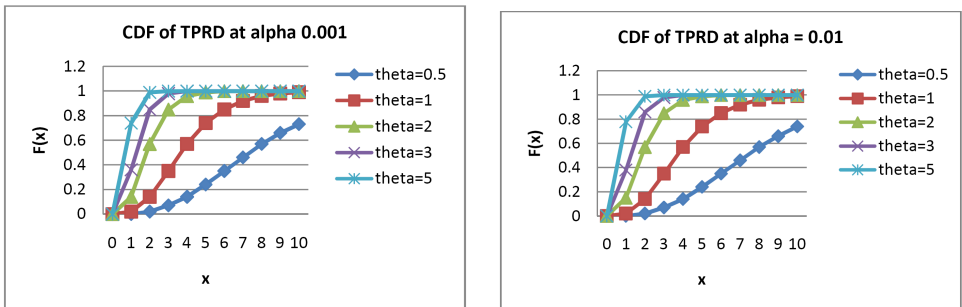 CDF of TPRD at alpha 0.001
1.2
1
0.8
0.6
0.4
0.2
0
F(x)
0 1 2 3 4 5 6 7 8 9 10
x
theta=0.5
theta=1
theta=2
theta=3
theta=5
CDF of TPRD at alpha = 0.01
1.2
1
0.8
0.6
0.4
0.2
0
F(x)
0 1 2 3 4 5 6 7 8 9 10
x
theta=0.5
theta=1
theta=2
theta=3
theta=5